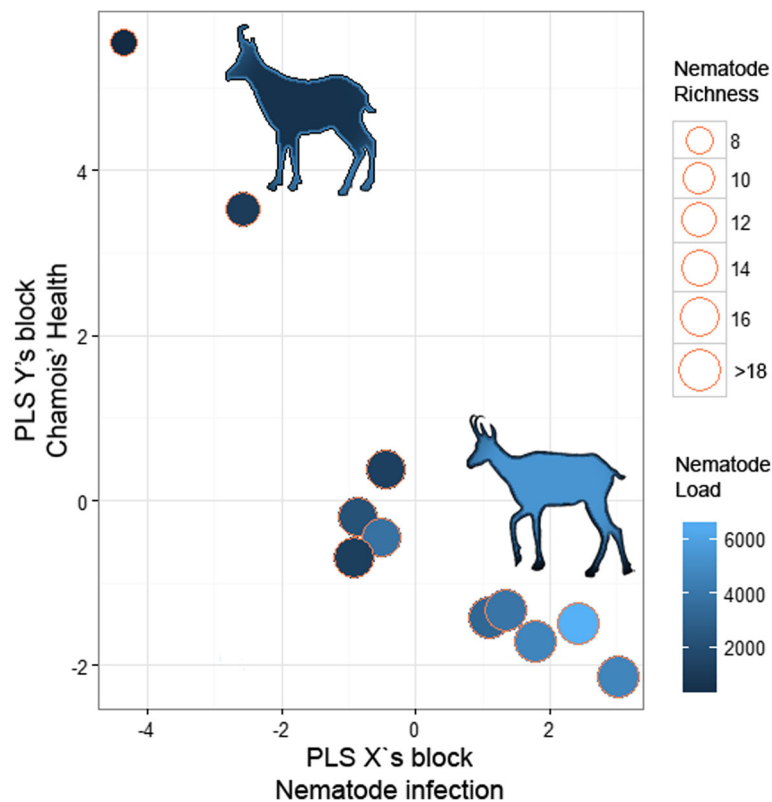 Nematode
Richness
8
10
12
14
16
>18
Nematode
Load
6000
4000
2000
PLS Y's block
Chamois' Health
4
2
0
-2
-4
-2
0
2
PLS X`s block
Nematode infection